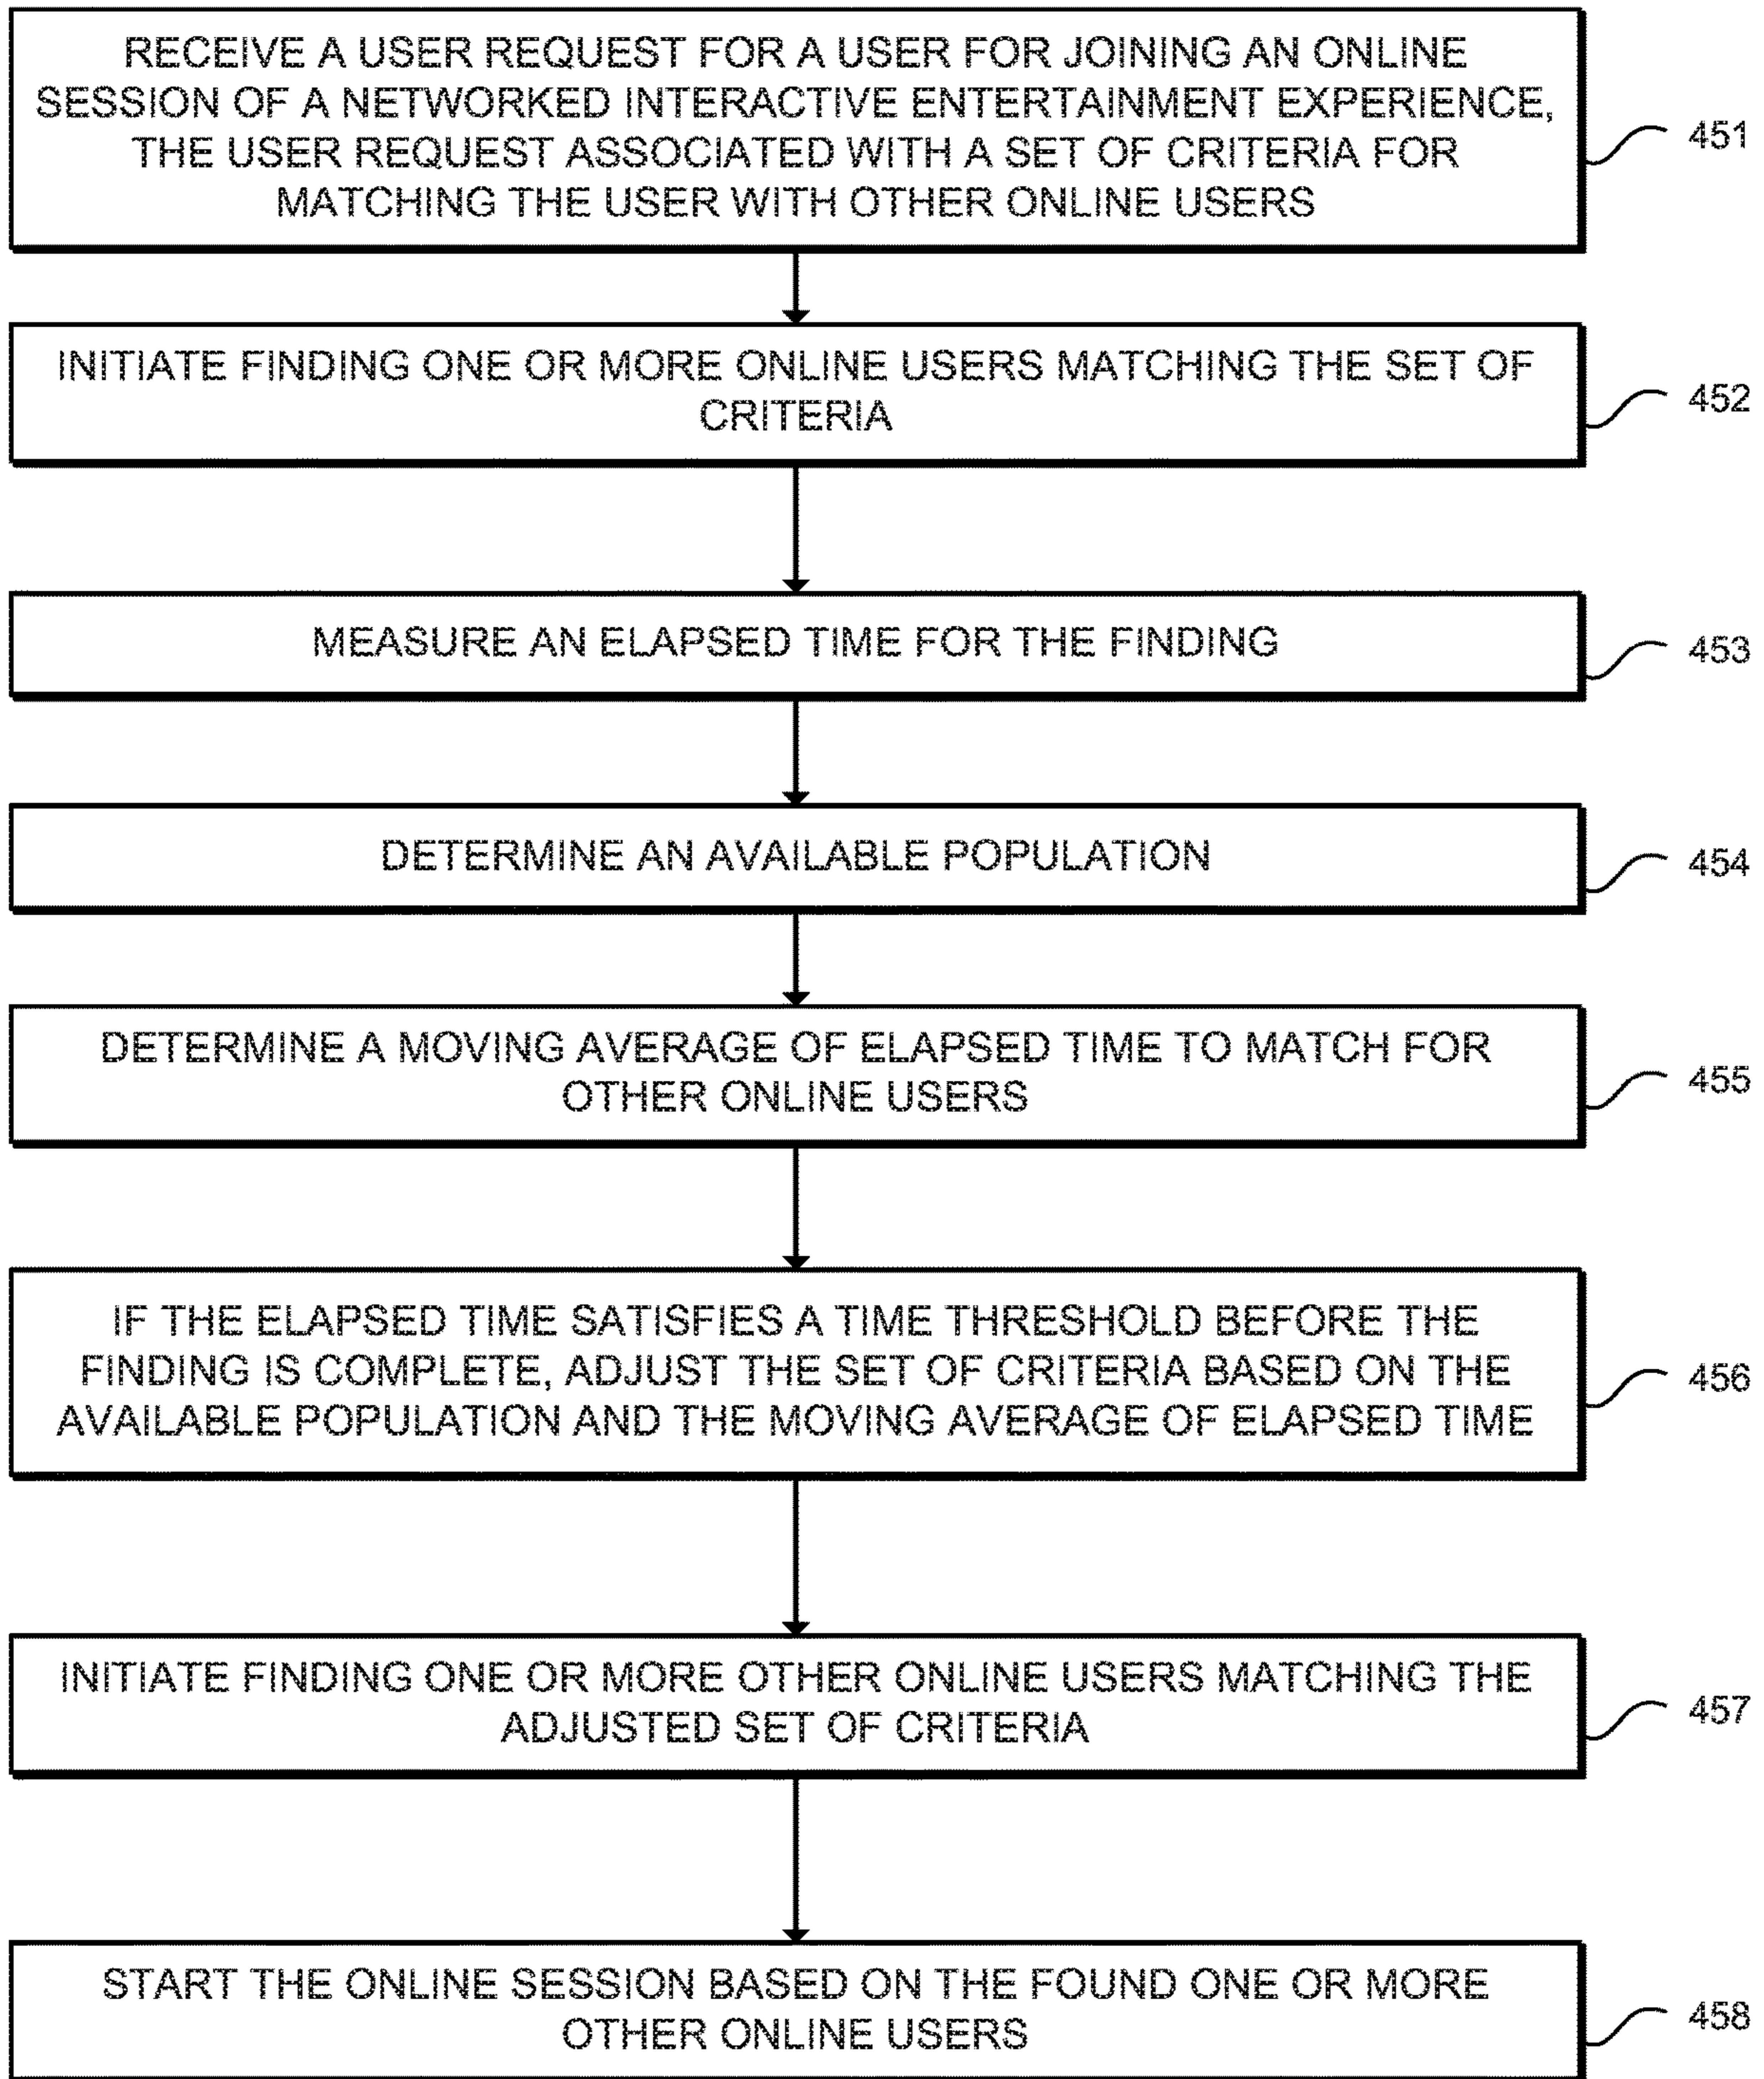 RECEIVE A USER REQUEST FOR A USER FOR JOINING AN ONLINE
SESSION OF A NETWORKED INTERACTIVE ENTERTAINMENT EXPERIENCE,
THE USER REQUEST ASSOCIATED WITH A SET OF CRITERIA FOR
MATCHING THE USER WITH OTHER ONLINE USERS
451
INITIATE FINDING ONE OR MORE ONLINE USERS MATCHING THE SET OF
CRITERIA
452
MEASURE AN ELAPSED TIME FOR THE FINDING
453
DETERMINE AN AVAILABLE POPULATION
454
DETERMINE A MOVING AVERAGE OF ELAPSED TIME TO MATCH FOR
OTHER ONLINE USERS
455
IF THE ELAPSED TIME SATISFIES A TIME THRESHOLD BEFORE THE
FINDING IS COMPLETE, ADJUST THE SET OF CRITERIA BASED ON THE
AVAILABLE POPULATION AND THE MOVING AVERAGE OF ELAPSED TIME
456
INITIATE FINDING ONE OR MORE OTHER ONLINE USERS MATCHING THE
ADJUSTED SET OF CRITERIA
457
START THE ONLINE SESSION BASED ON THE FOUND ONE OR MORE
OTHER ONLINE USERS
458